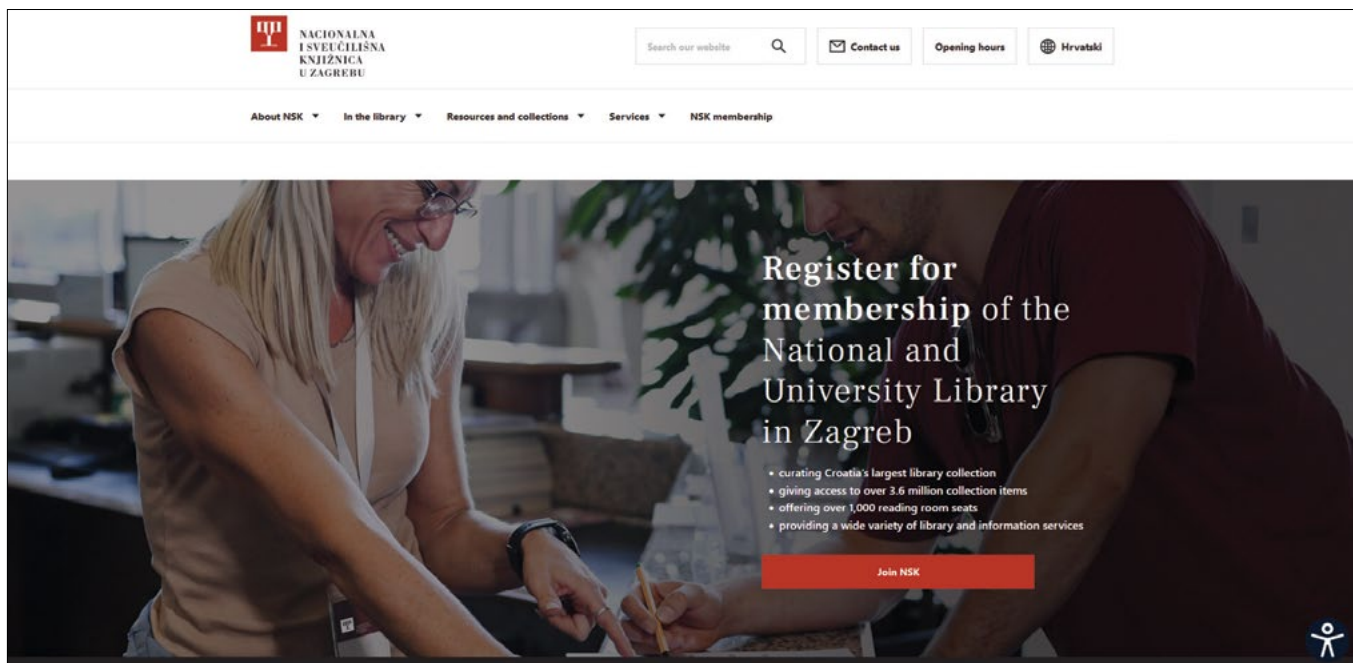 NACIONALNA
I SVEUČILIŠNA
KNJIŽNICA
U ZAGREBU
Search our website
Contact us
Opening hours
Hrvatski
About NSK
In the library
Resources and collections
Services
NSK membership
Register for
membership of the
National and
University Library
in Zagreb
• curating Croatia's largest library collection
• giving access to over 3.6 million collection items
• offering over 1,000 reading room seats
• providing a wide variety of library and information services
Join NSK